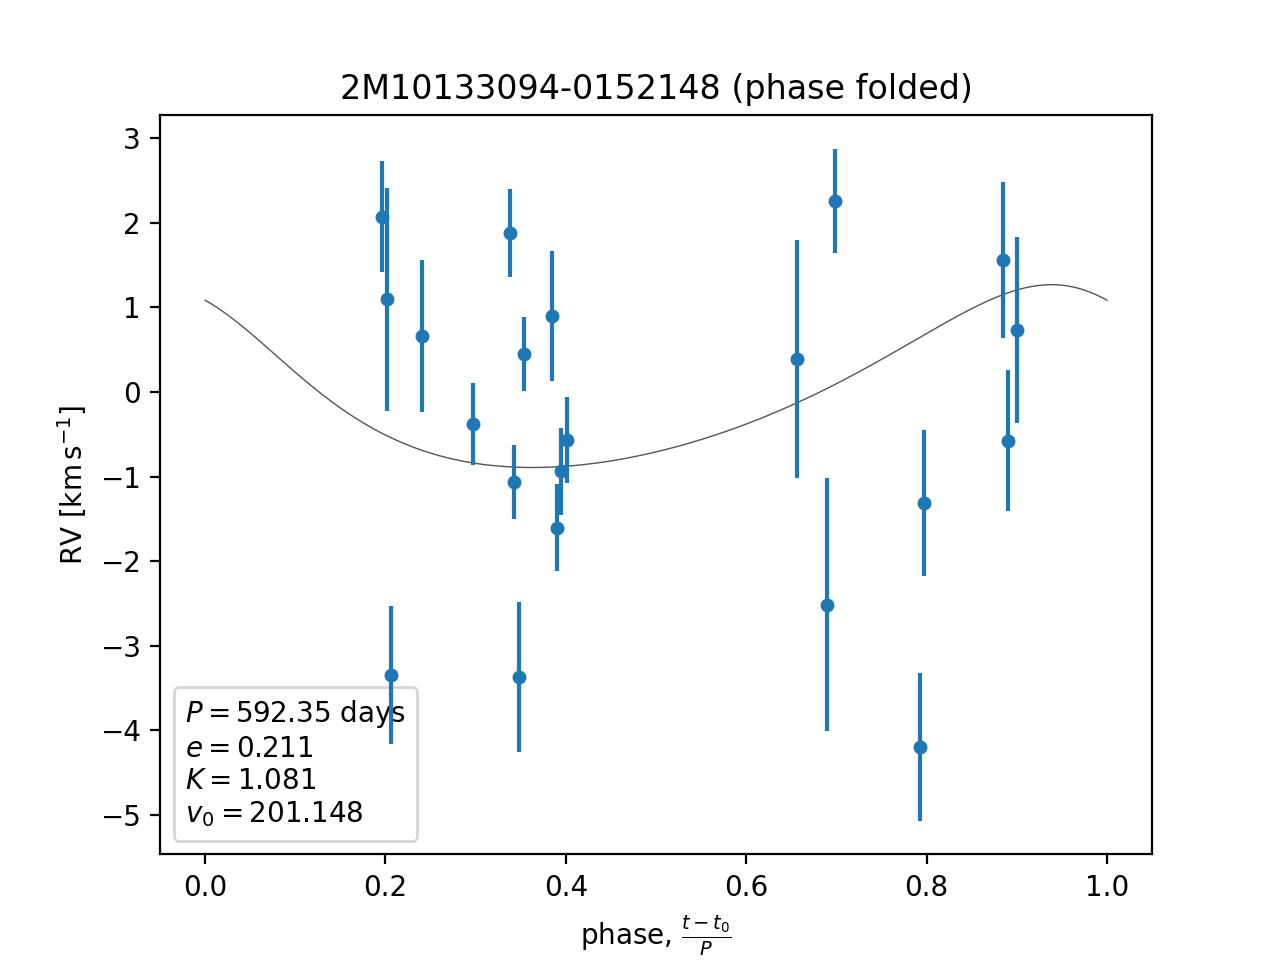 2M10133094-0152148 (phase folded)
3
2
1
0
−1
−2
−3
−4
−5
RV [km s⁻¹]
P = 592.35 days
e = 0.211
K = 1.081
v₀ = 201.148
0.0 0.2 0.4 0.6 0.8 1.0
phase, (t − t₀)/P